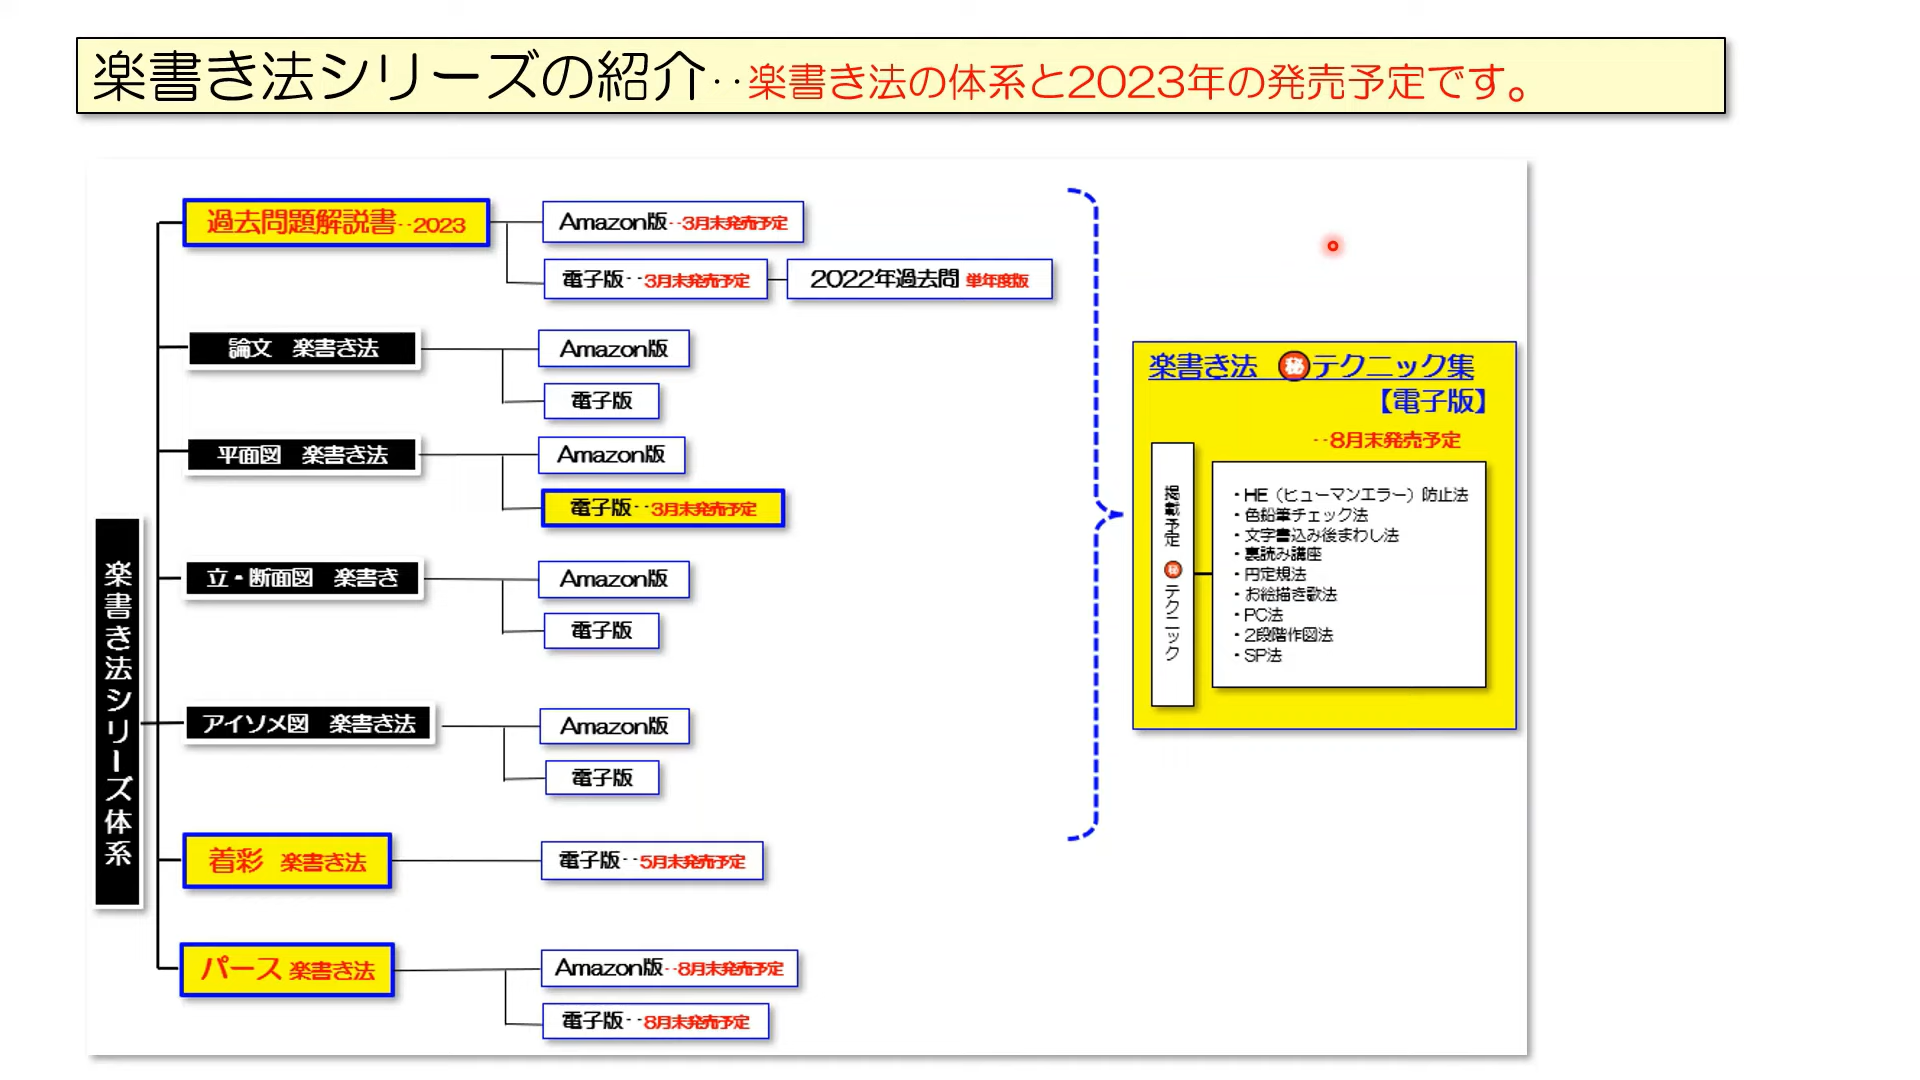 楽書き法シリーズの紹介‥楽書き法の体系と2023年の発売予定です。
楽書き法シリーズ体系
過去問題解説書‥2023
Amazon版‥3月末発売予定
電子版‥3月末発売予定
2022年過去問 単年度版
論文 楽書き法
Amazon版
電子版
平面図 楽書き法
Amazon版
電子版‥3月末発売予定
立・断面図 楽書き
Amazon版
電子版
アイソメ図 楽書き法
Amazon版
電子版
着彩 楽書き法
電子版‥5月末発売予定
パース 楽書き法
Amazon版‥8月末発売予定
電子版‥8月末発売予定
楽書き法 ㊙テクニック集
【電子版】
‥8月末発売予定
掲載予定 ㊙テクニック
・HE（ヒューマンエラー）防止法
・色鉛筆チェック法
・文字書込み後まわし法
・裏読み講座
・円定規法
・お絵描き歌法
・PC法
・2段階作図法
・SP法